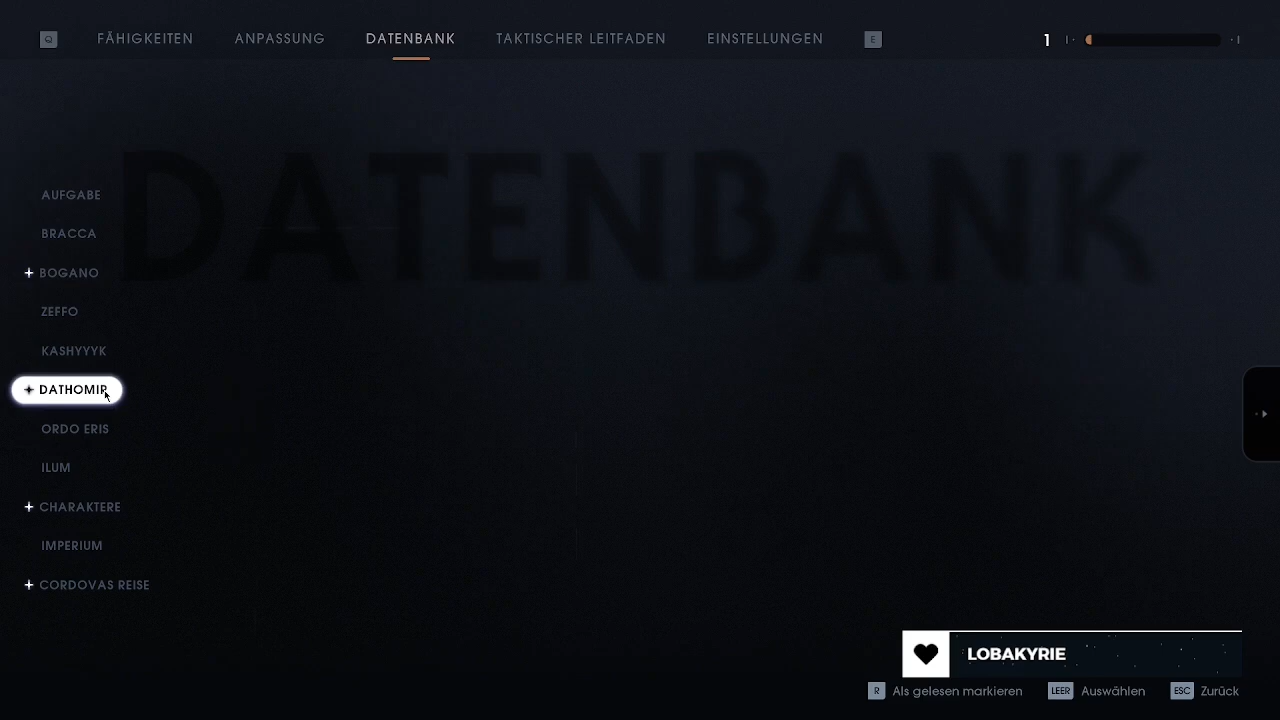 Q FÄHIGKEITEN ANPASSUNG DATENBANK TAKTISCHER LEITFADEN EINSTELLUNGEN E 1
DATENBANK
AUFGABE
BRACCA
BOGANO
ZEFFO
KASHYYYK
DATHOMIR
ORDO ERIS
ILUM
CHARAKTERE
IMPERIUM
CORDOVAS REISE
LOBAKYRIE
R Als gelesen markieren LEER Auswählen ESC Zurück